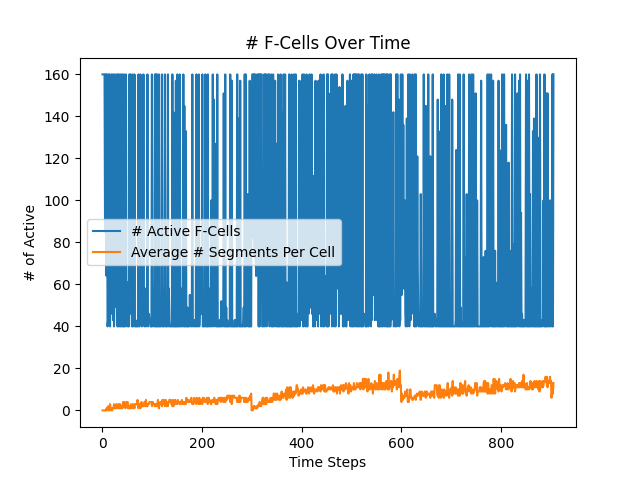 # F-Cells Over Time
160
140
120
100
80
60
40
20
0
# of Active
# Active F-Cells
Average # Segments Per Cell
0 200 400 600 800
Time Steps